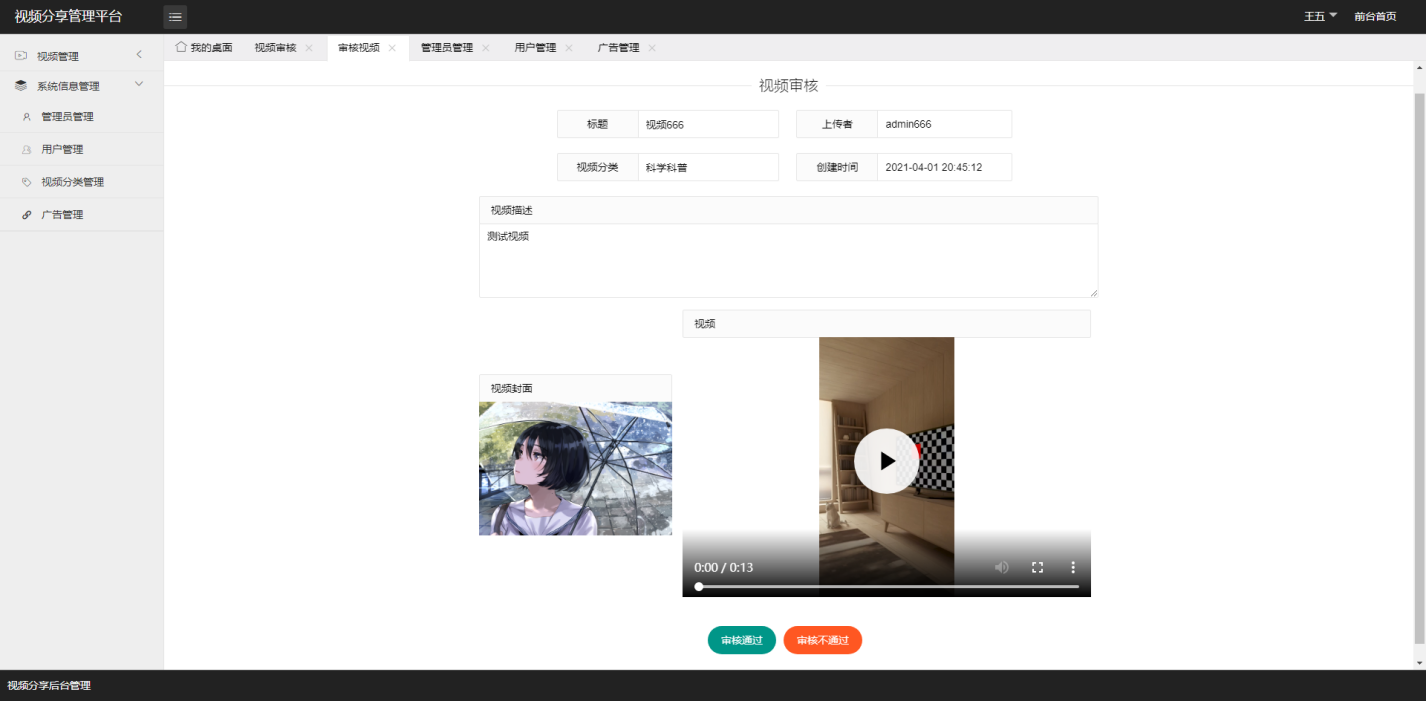 视频分享管理平台
王五
前台首页
视频管理
系统信息管理
管理员管理
用户管理
视频分类管理
广告管理
我的桌面
视频审核
审核视频
管理员管理
用户管理
广告管理
视频审核
标题
视频666
上传者
admin666
视频分类
科学科普
创建时间
2021-04-01 20:45:12
视频描述
测试视频
视频
视频封面
0:00 / 0:13
审核通过
审核不通过
视频分享后台管理